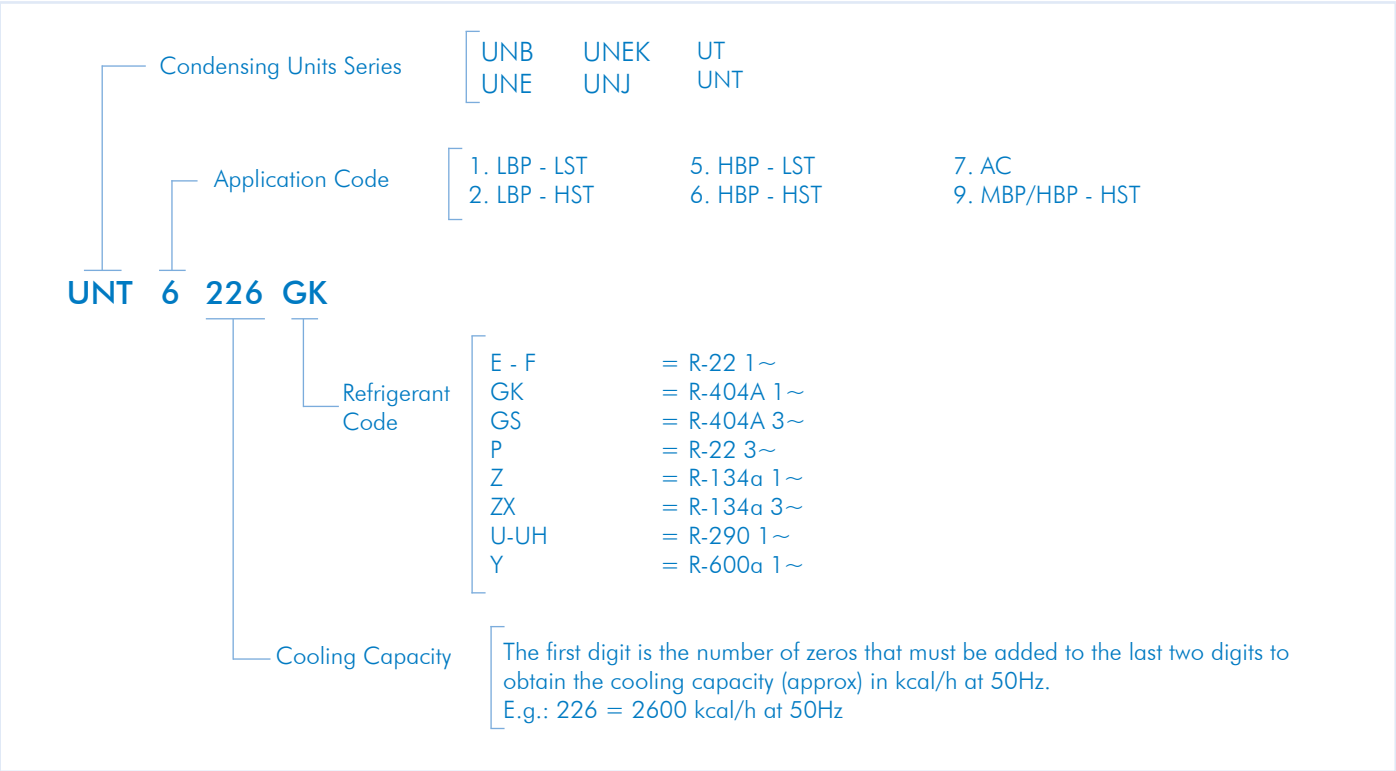 Condensing Units Series
UNB UNEK UT
UNE UNJ UNT
Application Code
1. LBP - LST 5. HBP - LST 7. AC
2. LBP - HST 6. HBP - HST 9. MBP/HBP - HST
UNT 6 226 GK
Refrigerant
Code
E - F = R-22 1~
GK = R-404A 1~
GS = R-404A 3~
P = R-22 3~
Z = R-134a 1~
ZX = R-134a 3~
U-UH = R-290 1~
Y = R-600a 1~
Cooling Capacity
The first digit is the number of zeros that must be added to the last two digits to
obtain the cooling capacity (approx) in kcal/h at 50Hz.
E.g.: 226 = 2600 kcal/h at 50Hz